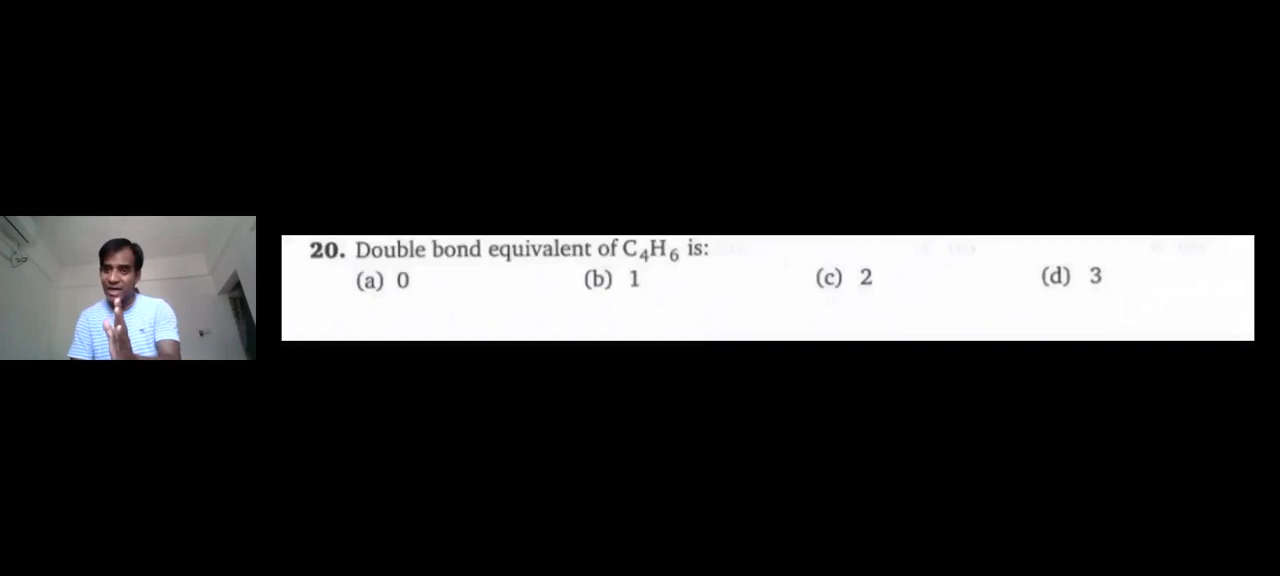 20. Double bond equivalent of C₄H₆ is:
(a) 0 (b) 1 (c) 2 (d) 3